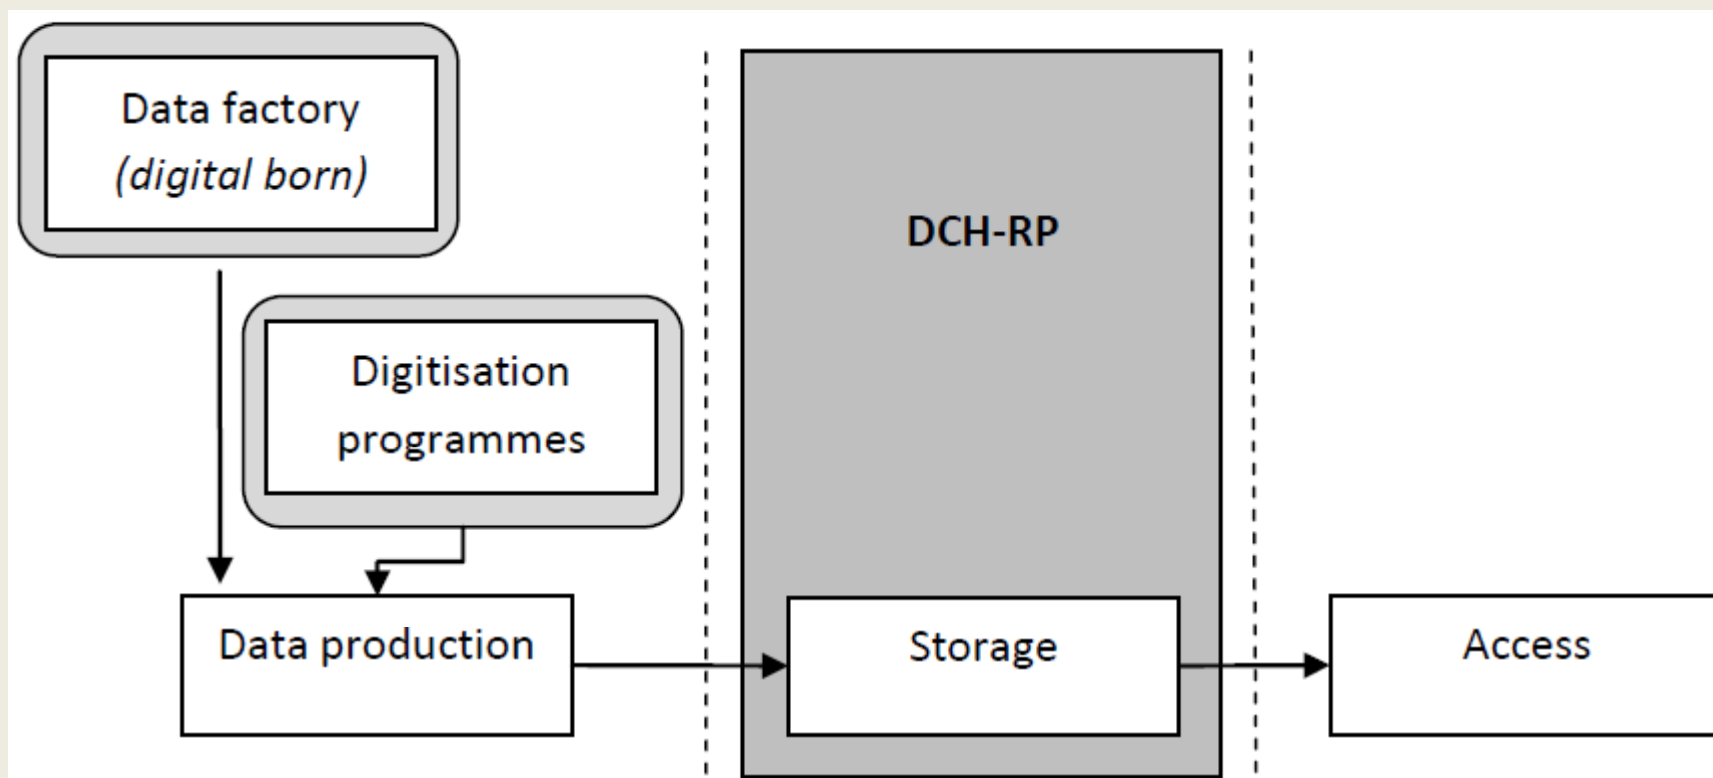 Data factory
(digital born)
Digitisation
programmes
DCH-RP
Data production
Storage
Access